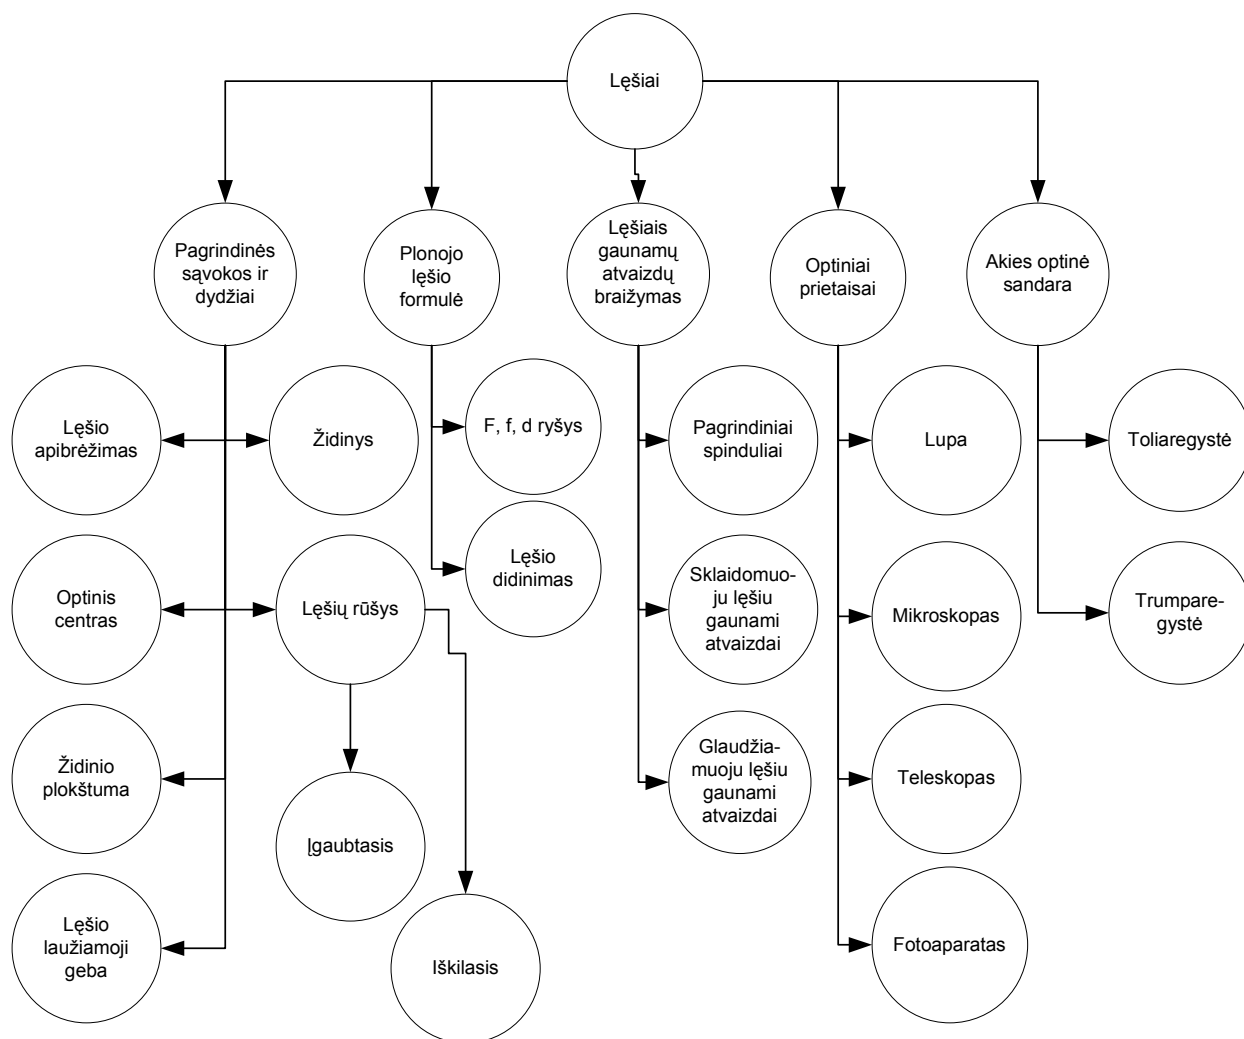 Lęšiai
Pagrindinės
sąvokos ir
dydžiai
Plonojo
lęšio
formulė
Lęšiais
gaunamų
atvaizdų
braižymas
Optiniai
prietaisai
Akies optinė
sandara
Lęšio
apibrėžimas
Židinys
F, f, d ryšys
Pagrindiniai
spinduliai
Lupa
Toliaregystė
Optinis
centras
Lęšių rūšys
Lęšio
didinimas
Sklaidomuo-
ju lęšiu
gaunami
atvaizdai
Mikroskopas
Trumpare-
gystė
Židinio
plokštuma
Įgaubtasis
Glaudžia-
muoju lęšiu
gaunami
atvaizdai
Teleskopas
Lęšio
laužiamoji
geba
Iškilasis
Fotoaparatas